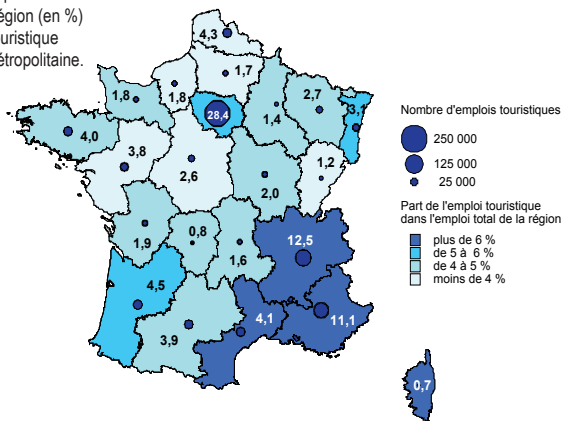 égion (en %)
ouristique
étropolitaine.
4,3
1,7
1,8
1,8
28,4
1,4
2,7
3,1
4,0
3,8
2,6
2,0
1,2
1,9
0,8
1,6
12,5
4,5
3,9
4,1
11,1
0,7
Nombre d'emplois touristiques
250 000
125 000
25 000
Part de l'emploi touristique
dans l'emploi total de la région
plus de 6 %
de 5 à 6 %
de 4 à 5 %
moins de 4 %